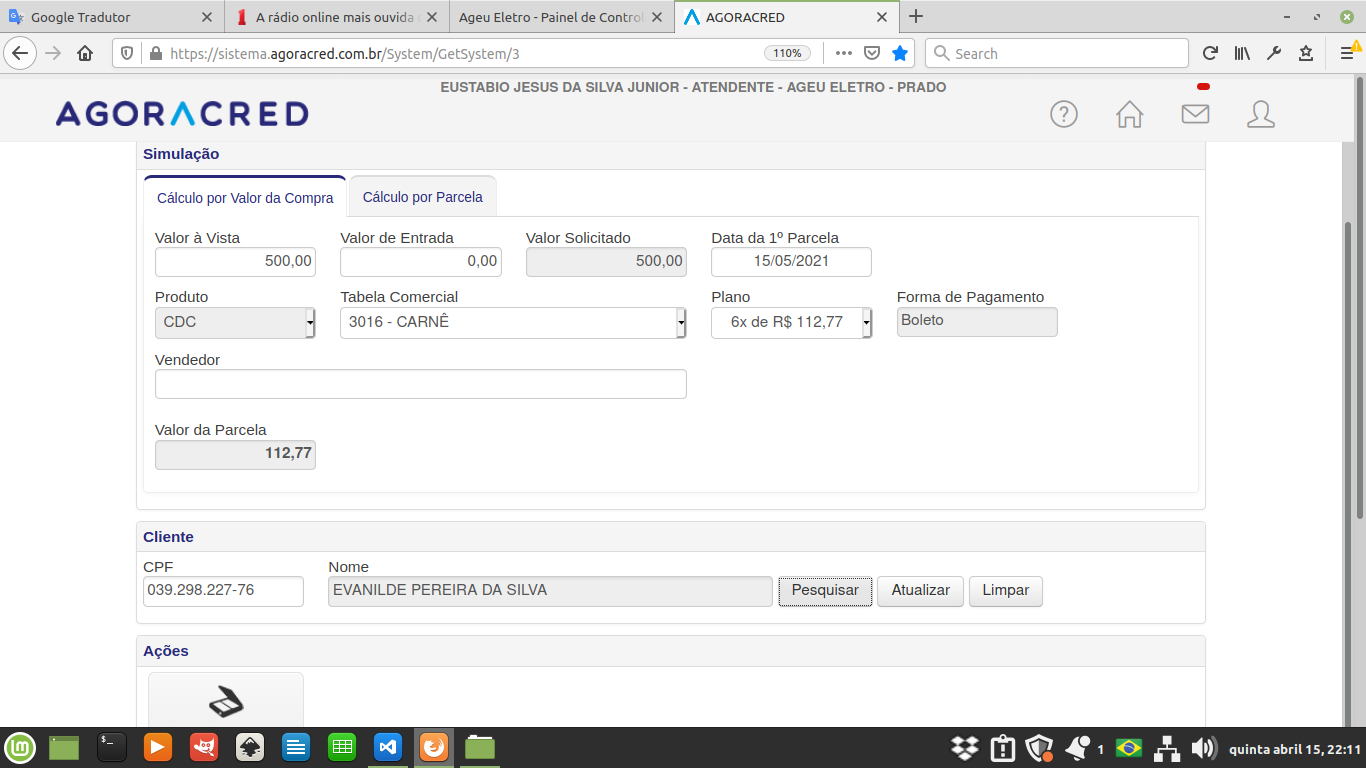 Google Tradutor
A rádio online mais ouvida
Ageu Eletro - Painel de Control
AGORACRED
https://sistema.agoracred.com.br/System/GetSystem/3
110%
Search
EUSTABIO JESUS DA SILVA JUNIOR - ATENDENTE - AGEU ELETRO - PRADO
AGORACRED
?
Simulação
Cálculo por Valor da Compra
Cálculo por Parcela
Valor à Vista
Valor de Entrada
Valor Solicitado
Data da 1º Parcela
500,00
0,00
500,00
15/05/2021
Produto
Tabela Comercial
Plano
Forma de Pagamento
CDC
3016 - CARNÊ
6x de R$ 112,77
Boleto
Vendedor
Valor da Parcela
112,77
Cliente
CPF
Nome
039.298.227-76
EVANILDE PEREIRA DA SILVA
Pesquisar
Atualizar
Limpar
Ações
1
quinta abril 15, 22:11